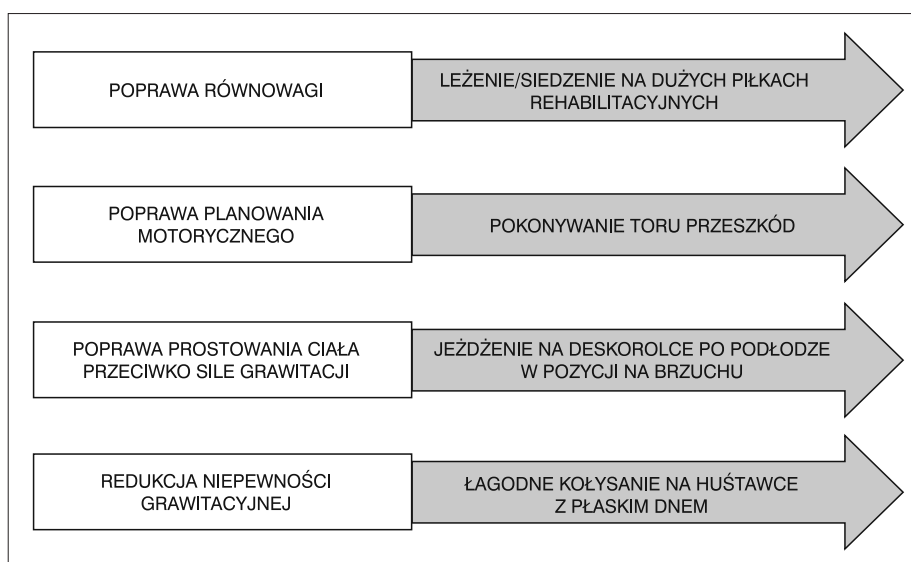 POPRAWA RÓWNOWAGI
LEŻENIE/SIEDZENIE NA DUŻYCH PIŁKACH
REHABILITACYJNYCH
POPRAWA PLANOWANIA
MOTORYCZNEGO
POKONYWANIE TORU PRZESZKÓD
POPRAWA PROSTOWANIA CIAŁA
PRZECIWKO SILE GRAWITACJI
JEŻDŻENIE NA DESKOROLCE PO PODŁODZE
W POZYCJI NA BRZUCHU
REDUKCJA NIEPEWNOŚCI
GRAWITACYJNEJ
ŁAGODNE KOŁYSANIE NA HUŚTAWCE
Z PŁASKIM DNEM